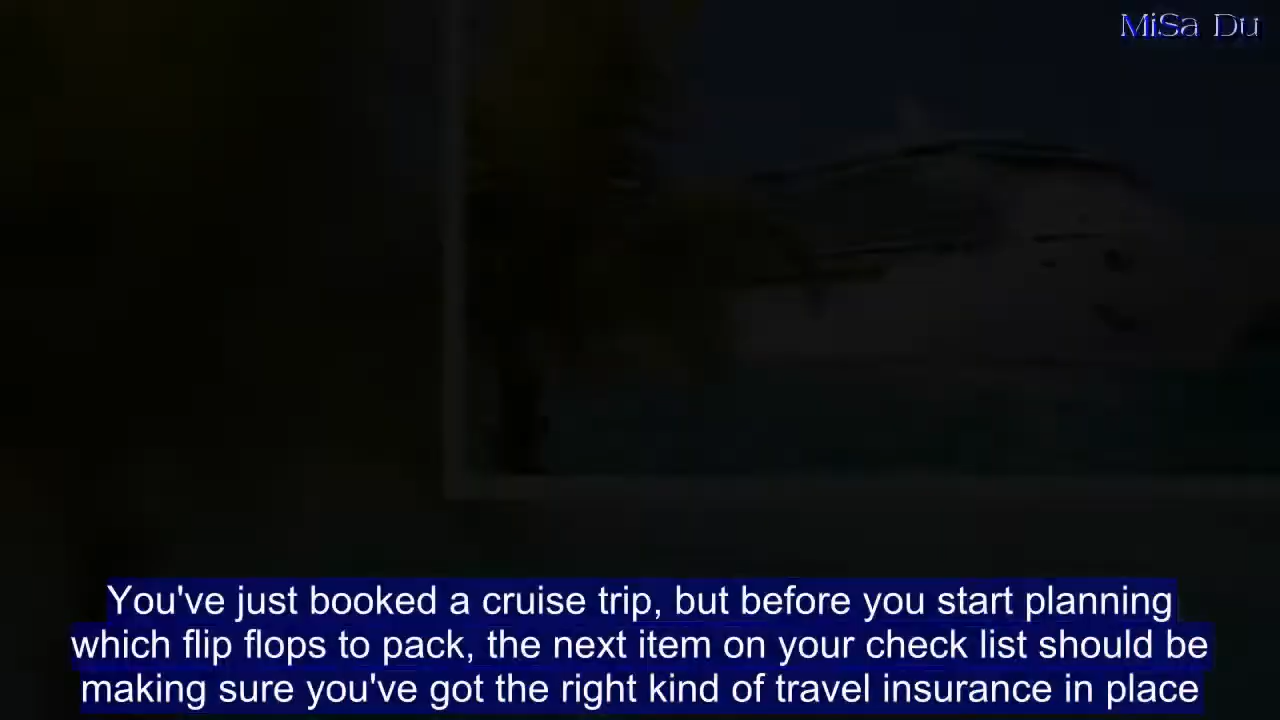 MiSa Du
You've just booked a cruise trip, but before you start planning
which flip flops to pack, the next item on your check list should be
making sure you've got the right kind of travel insurance in place